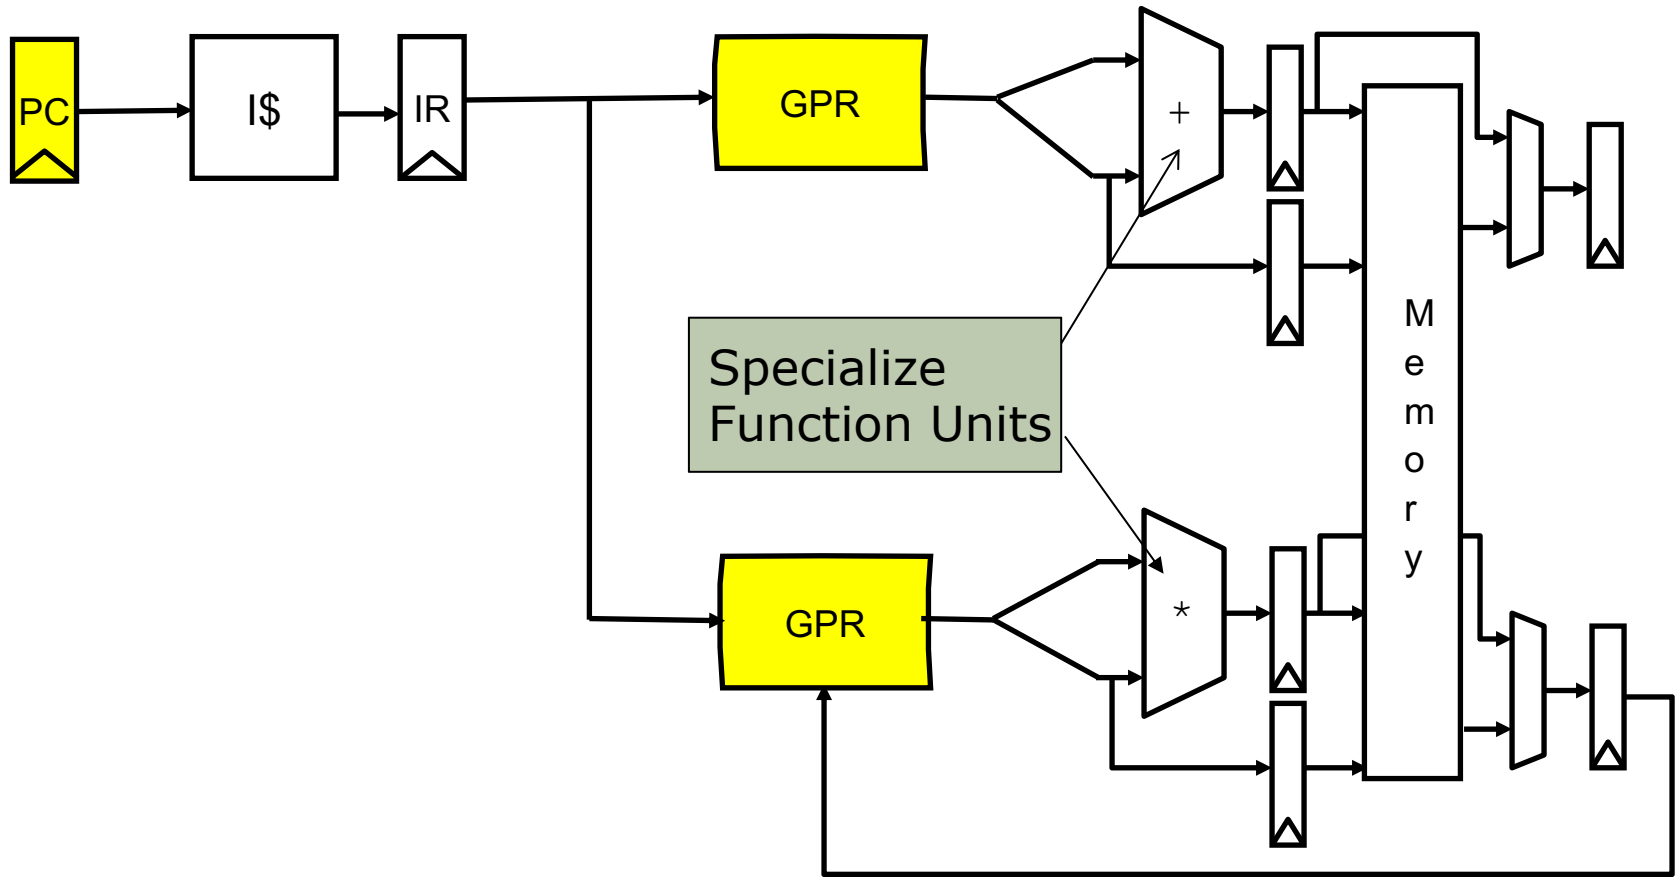 PC
I$
IR
GPR
+
Specialize
Function Units
M
e
m
o
r
y
GPR
*